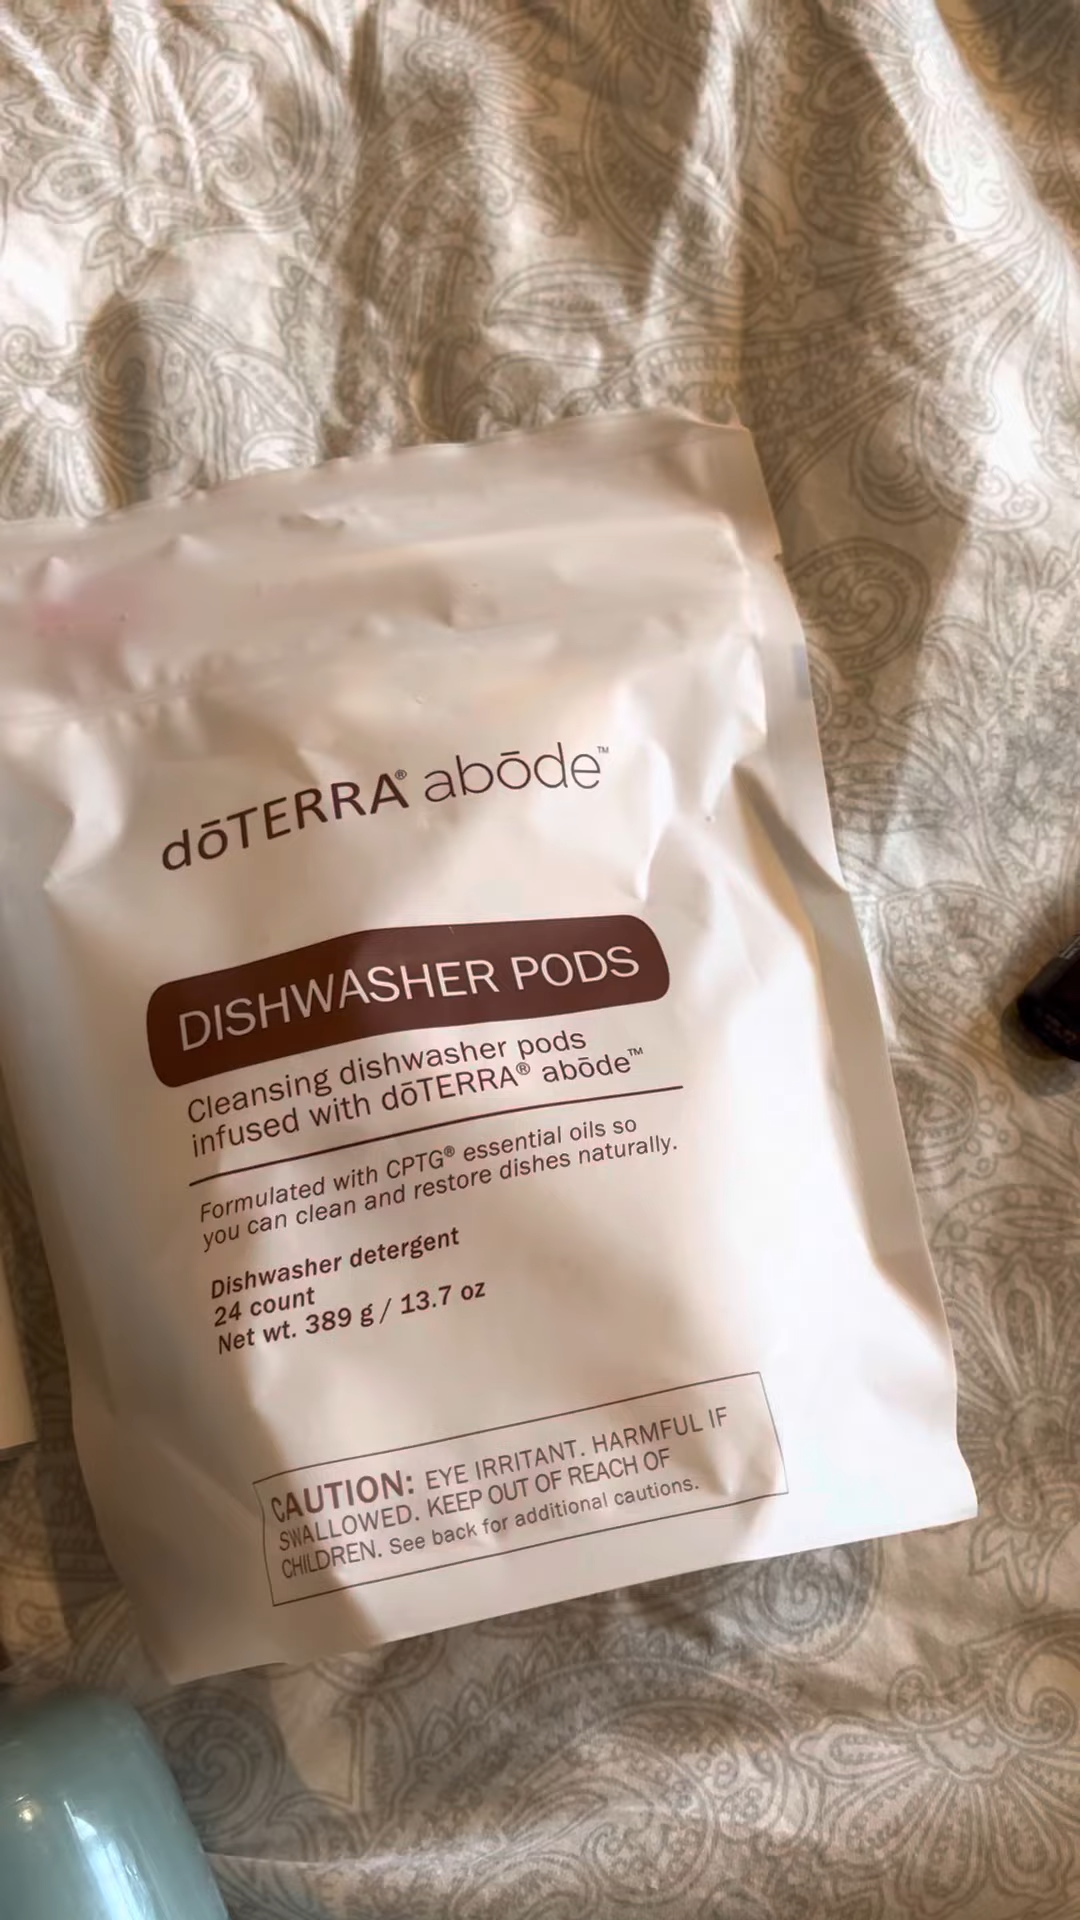 dōTERRA® abōde™
DISHWASHER PODS
Cleansing dishwasher pods
infused with dōTERRA® abōde™
Formulated with CPTG® essential oils so
you can clean and restore dishes naturally.
Dishwasher detergent
24 count
Net wt. 389 g / 13.7 oz
CAUTION: EYE IRRITANT. HARMFUL IF
SWALLOWED. KEEP OUT OF REACH OF
CHILDREN. See back for additional cautions.